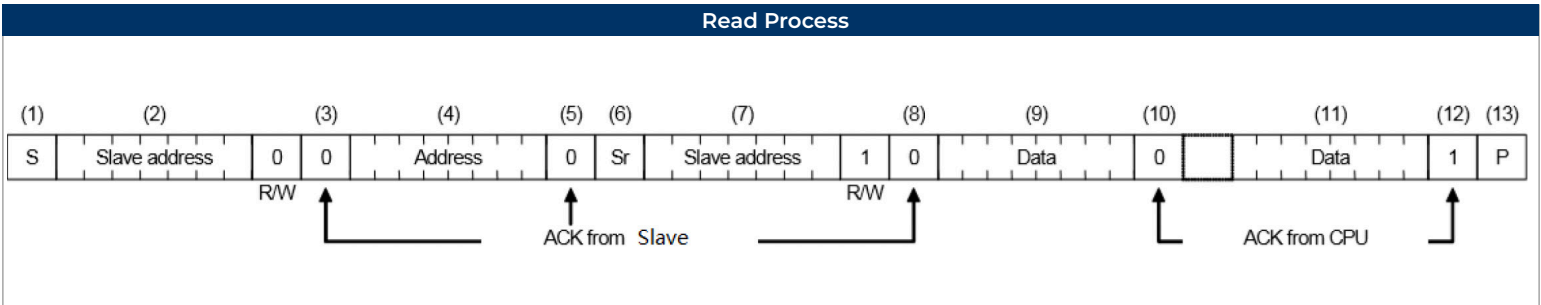 Read Process
(1) (2) (3) (4) (5) (6) (7) (8) (9) (10) (11) (12) (13)
S Slave address 0 0 Address 0 Sr Slave address 1 0 Data 0 Data 1 P
R/W R/W
ACK from Slave ACK from CPU